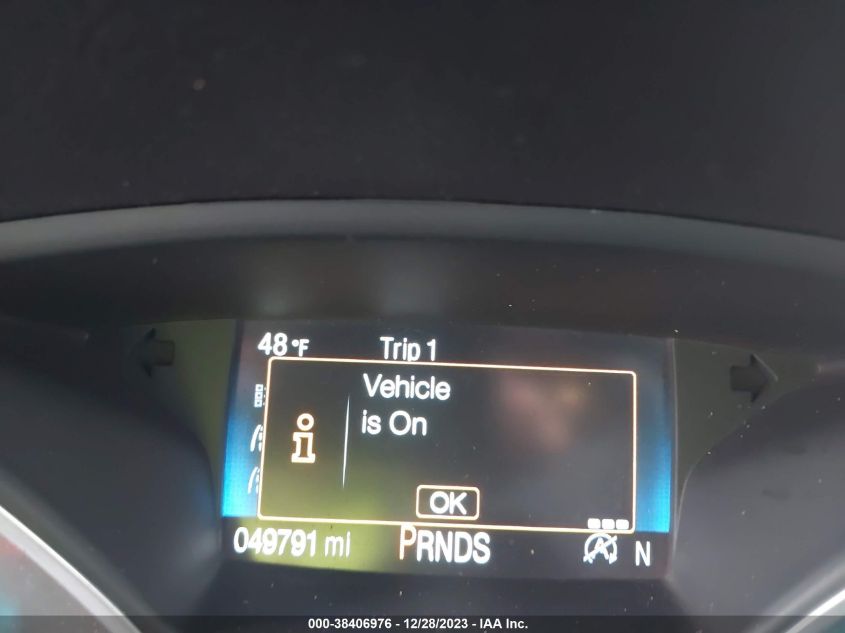 48°F Trip 1
Vehicle
is On
i
OK
049791 mi PRNDS A N
000-38406976 - 12/28/2023 - IAA Inc.